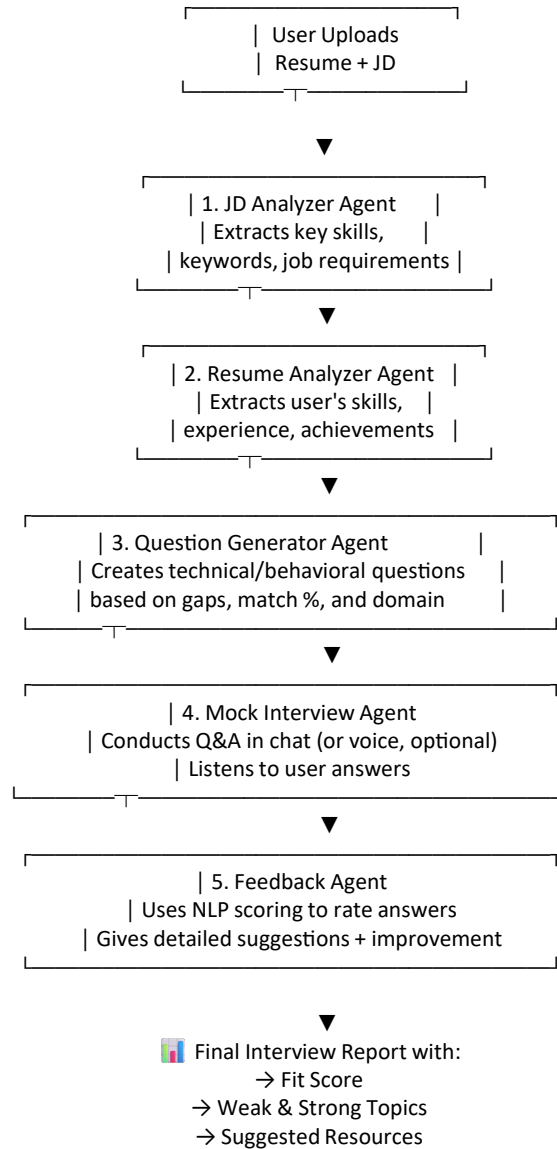 | User Uploads
| Resume + JD
▼
| 1. JD Analyzer Agent |
| Extracts key skills, |
| keywords, job requirements |
▼
| 2. Resume Analyzer Agent |
| Extracts user's skills, |
| experience, achievements |
▼
| 3. Question Generator Agent |
| Creates technical/behavioral questions |
| based on gaps, match %, and domain |
▼
| 4. Mock Interview Agent
| Conducts Q&A in chat (or voice, optional)
| Listens to user answers
▼
| 5. Feedback Agent
| Uses NLP scoring to rate answers
| Gives detailed suggestions + improvement
▼
📊 Final Interview Report with:
→ Fit Score
→ Weak & Strong Topics
→ Suggested Resources